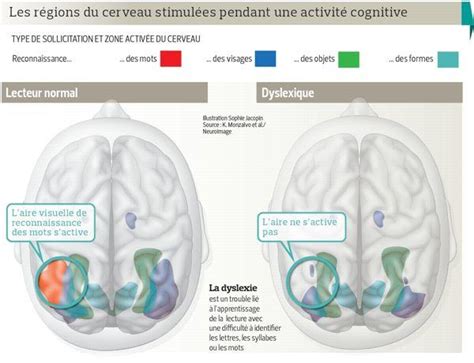 Les régions du cerveau stimulées pendant une activité cognitive
TYPE DE SOLLICITATION ET ZONE ACTIVÉE DU CERVEAU
Reconnaissance... ... des mots ... des visages ... des objets ... des formes
Lecteur normal
Dyslexique
Illustration Sophie Jacopin
Source : K. Monzalvo et al./
Neuroimage
L'aire visuelle de
reconnaissance
des mots s'active
L'aire ne s'active
pas
La dyslexie
est un trouble lié
à l'apprentissage
de la lecture avec
une difficulté à identifier
les lettres, les syllabes
ou les mots